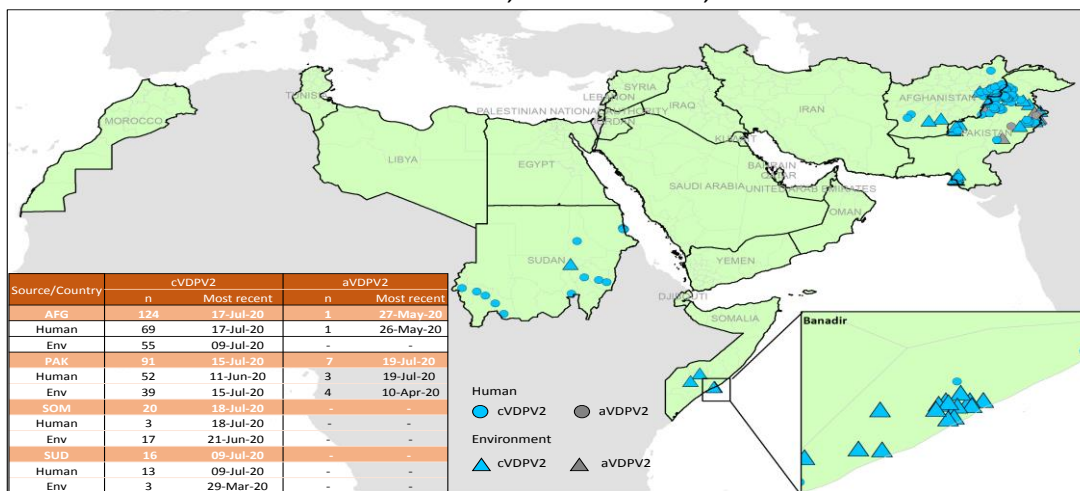 MOROCCO
TUNISIA
LIBYA
EGYPT
SUDAN
SYRIA
LEBANON
PALESTINIAN NATIONAL AUTHORITY
JORDAN
IRAQ
IRAN
KUWAIT
BAHRAIN
QATAR
SAUDI ARABIA
UNITED ARAB EMIRATES
OMAN
YEMEN
DJIBOUTI
SOMALIA
AFGHANISTAN
PAKISTAN
Source/Country cVDPV2 aVDPV2
n Most recent n Most recent
AFG 124 17-Jul-20 1 27-May-20
Human 69 17-Jul-20 1 26-May-20
Env 55 09-Jul-20 - -
PAK 91 15-Jul-20 7 19-Jul-20
Human 52 11-Jun-20 3 19-Jul-20
Env 39 15-Jul-20 4 10-Apr-20
SOM 20 18-Jul-20 - -
Human 3 18-Jul-20 - -
Env 17 21-Jun-20 - -
SUD 16 09-Jul-20 - -
Human 13 09-Jul-20 - -
Env 3 29-Mar-20 - -
Human
cVDPV2 aVDPV2
Environment
cVDPV2 aVDPV2
Banadir